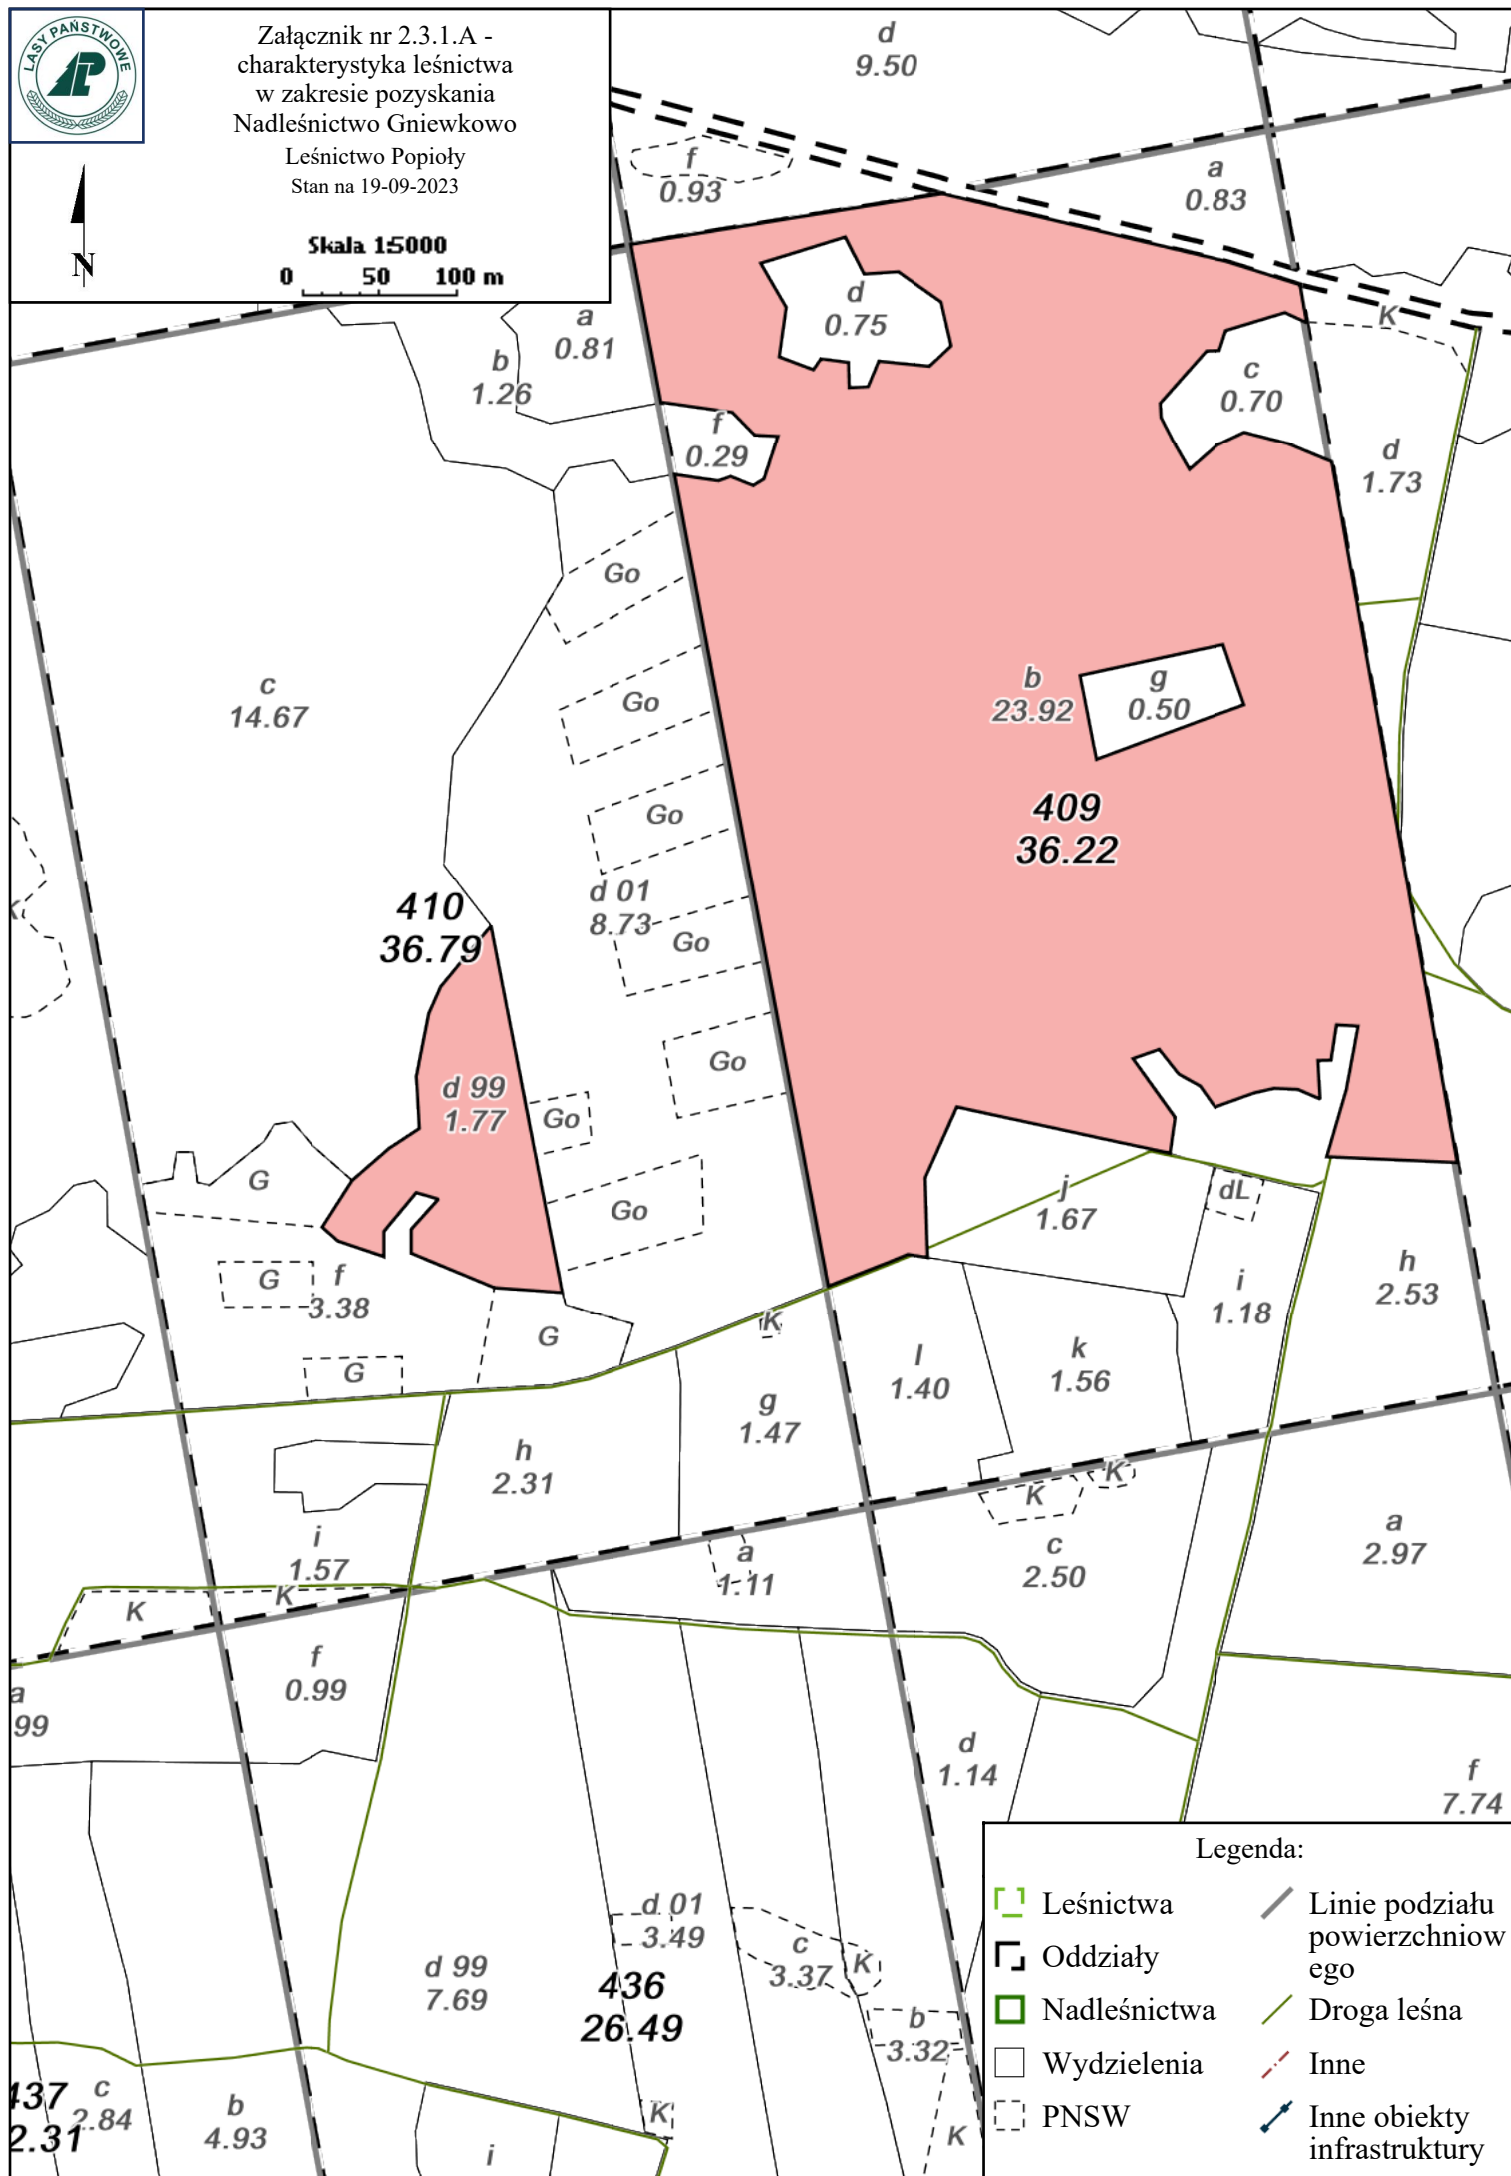 LASY PAŃSTWOWE
Załącznik nr 2.3.1.A -
charakterystyka leśnictwa
w zakresie pozyskania
Nadleśnictwo Gniewkowo
Leśnictwo Popioły
Stan na 19-09-2023
N
Skala 1:5000
0 50 100 m
d
9.50
f
0.93
a
0.83
d
0.75
K
a
0.81
b
1.26
c
0.70
f
0.29
d
1.73
Go
c
14.67
Go
b
23.92
g
0.50
409
36.22
Go
d 01
8.73
410
36.79
K
Go
Go
d 99
1.77
Go
G
Go
j
1.67
dL
G
f
3.38
i
1.18
h
2.53
K
G
G
l
1.40
k
1.56
g
1.47
h
2.31
K
K
i
1.57
a
1.11
c
2.50
a
2.97
K
K
f
0.99
a
99
d
1.14
f
7.74
d 01
3.49
c
3.37
K
d 99
7.69
436
26.49
b
3.32
K
437
2.31
c
2.84
b
4.93
K
i
Legenda:
Leśnictwa
Oddziały
Nadleśnictwa
Wydzielenia
PNSW
Linie podziału
powierzchniow
ego
Droga leśna
Inne
Inne obiekty
infrastruktury